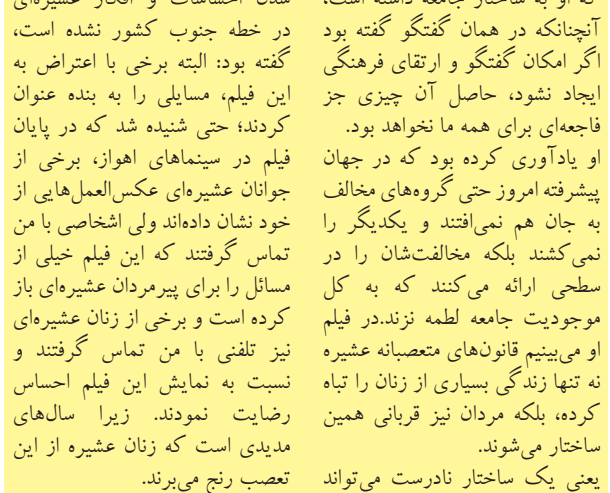 که او به ساختار جامعه داشته است،
آنچنانکه در همان گفتگو گفته بود
اگر امکان گفتگو و ارتقای فرهنگی
ایجاد نشود، حاصل آن چیزی جز
فاجعه‌ای برای همه ما نخواهد بود.
او یادآوری کرده بود که در جهان
پیشرفته امروز حتی گروه‌های مخالف
به جان هم نمی‌افتند و یکدیگر را
نمی‌کشند بلکه مخالفت‌شان را در
سطحی ارائه می‌کنند که به کل
موجودیت جامعه لطمه نزند.در فیلم
او می‌بینیم قانون‌های متعصبانه عشیره
نه تنها زندگی بسیاری از زنان را تباه
کرده، بلکه مردان نیز قربانی همین
ساختار می‌شوند.
یعنی یک ساختار نادرست می‌تواند
شدن احساسات و افکار عشیره‌ای
در خطه جنوب کشور نشده است،
گفته بود: البته برخی با اعتراض به
این فیلم، مسایلی را به بنده عنوان
کردند؛ حتی شنیده شد که در پایان
فیلم در سینماهای اهواز، برخی از
جوانان عشیره‌ای عکس‌العمل‌هایی از
خود نشان داده‌اند ولی اشخاصی با من
تماس گرفتند که این فیلم خیلی از
مسائل را برای پیرمردان عشیره‌ای باز
کرده است و برخی از زنان عشیره‌ای
نیز تلفنی با من تماس گرفتند و
نسبت به نمایش این فیلم احساس
رضایت نمودند. زیرا سال‌های
مدیدی است که زنان عشیره از این
تعصب رنج می‌برند.